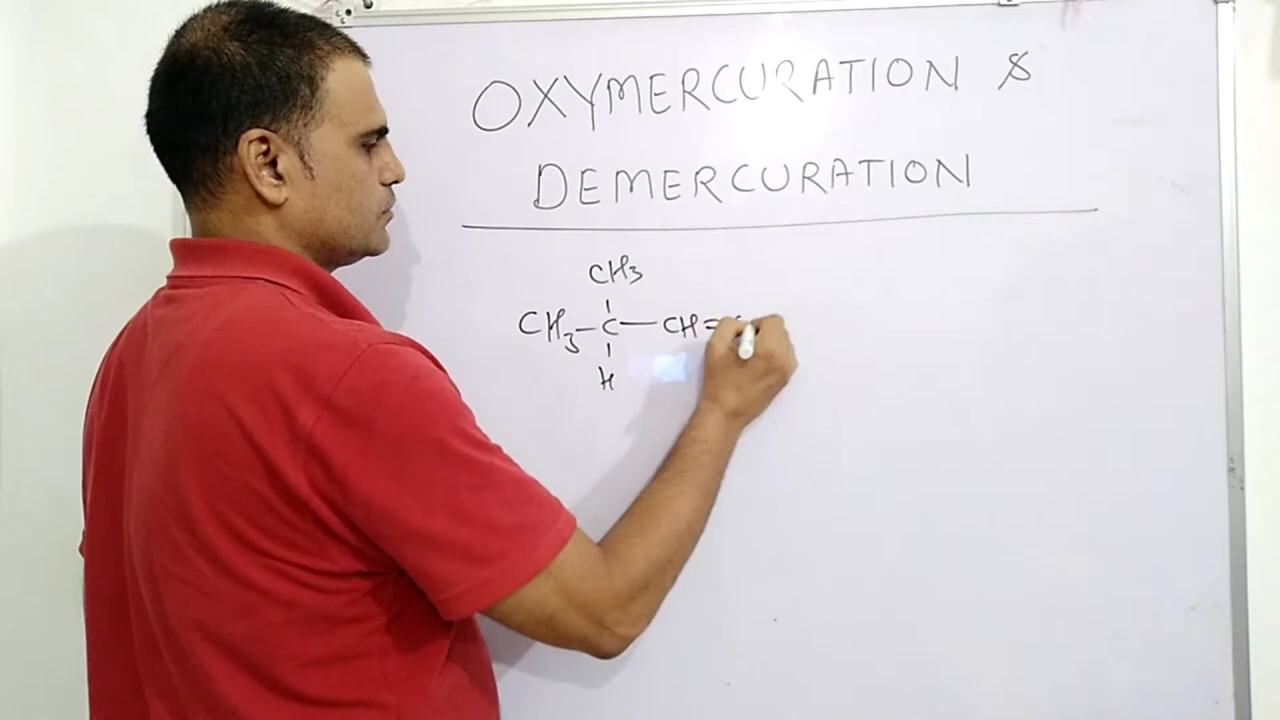 OXYMERCURATION &
DEMERCURATION
CH3
CH3-C-CH=
H